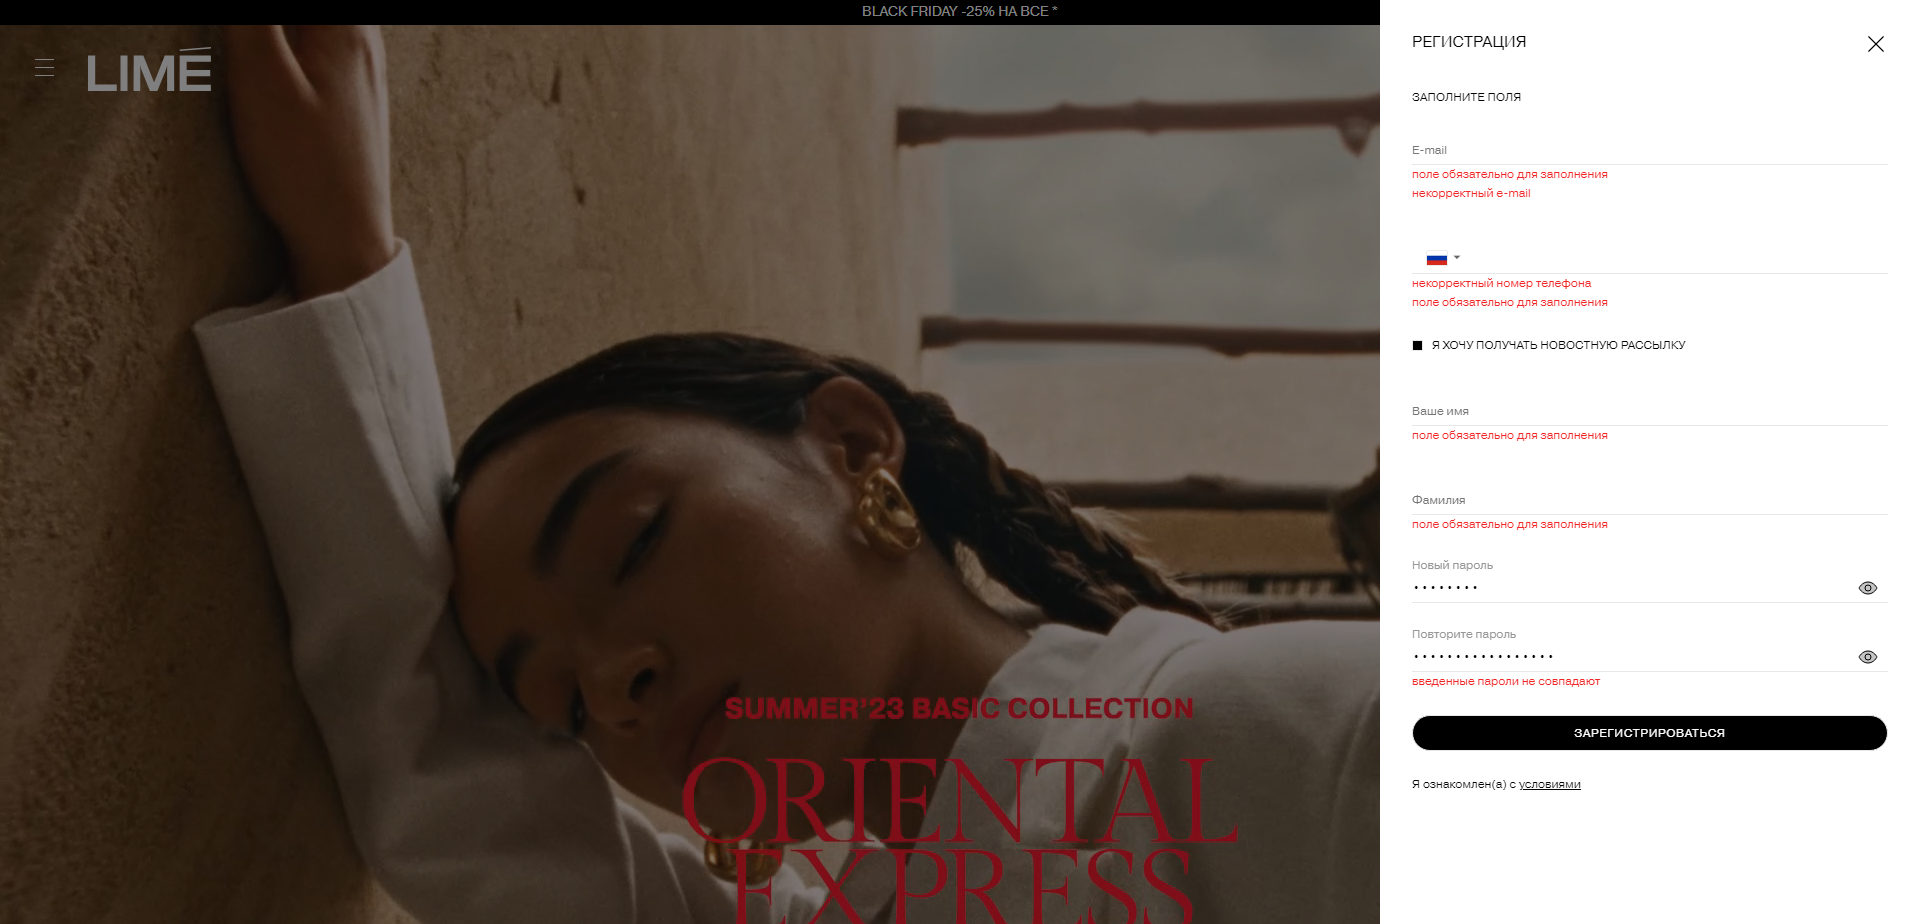 BLACK FRIDAY -25% НА ВСЕ *
LIMÉ
SUMMER’23 BASIC COLLECTION
ORIENTAL
EXPRESS
РЕГИСТРАЦИЯ
ЗАПОЛНИТЕ ПОЛЯ
E-mail
поле обязательно для заполнения
некорректный e-mail
некорректный номер телефона
поле обязательно для заполнения
Я ХОЧУ ПОЛУЧАТЬ НОВОСТНУЮ РАССЫЛКУ
Ваше имя
поле обязательно для заполнения
Фамилия
поле обязательно для заполнения
Новый пароль
Повторите пароль
введенные пароли не совпадают
ЗАРЕГИСТРИРОВАТЬСЯ
Я ознакомлен(а) с условиями